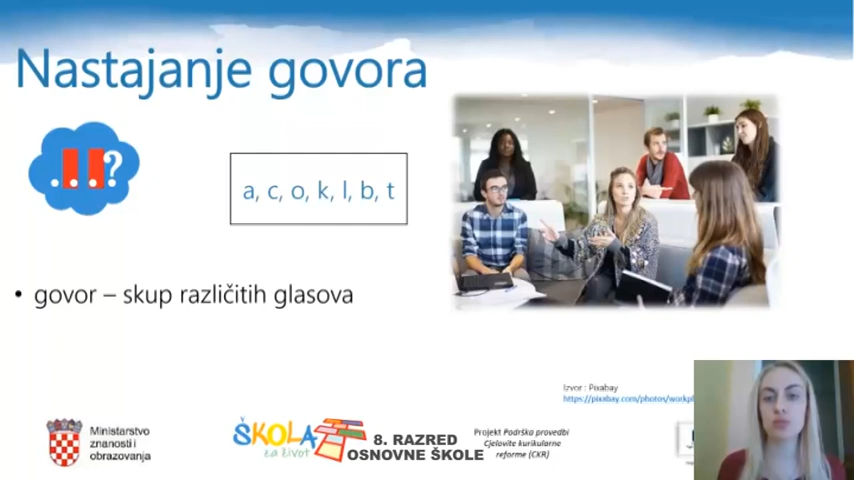 Nastajanje govora
...?
a, c, o, k, l, b, t
• govor – skup različitih glasova
Izvor : Pixabay
https://pixabay.com/photos/workpl
Ministarstvo
znanosti i
obrazovanja
ŠKOLA
za život
8. RAZRED
OSNOVNE ŠKOLE
Projekt Podrška provedbi
Cjelovite kurikularne
reforme (CKR)